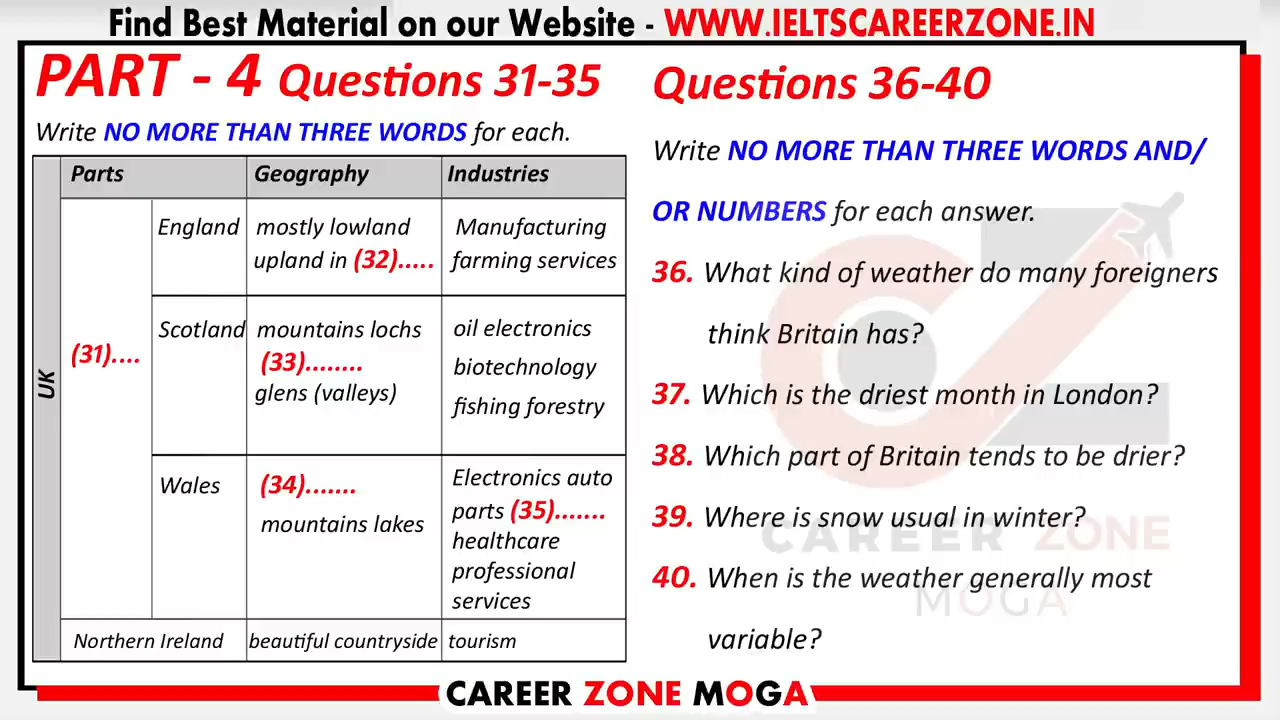 Find Best Material on our Website - WWW.IELTSCAREERZONE.IN
PART - 4 Questions 31-35
Write NO MORE THAN THREE WORDS for each.
Parts Geography Industries
UK
(31)....
England mostly lowland Manufacturing
upland in (32)..... farming services
Scotland mountains lochs oil electronics
(33)........ biotechnology
glens (valleys) fishing forestry
Wales (34)....... Electronics auto
mountains lakes parts (35).......
healthcare
professional
services
Northern Ireland beautiful countryside tourism
Questions 36-40
Write NO MORE THAN THREE WORDS AND/
OR NUMBERS for each answer.
36. What kind of weather do many foreigners
think Britain has?
37. Which is the driest month in London?
38. Which part of Britain tends to be drier?
39. Where is snow usual in winter?
40. When is the weather generally most
variable?
CAREER ZONE
MOGA
CAREER ZONE MOGA